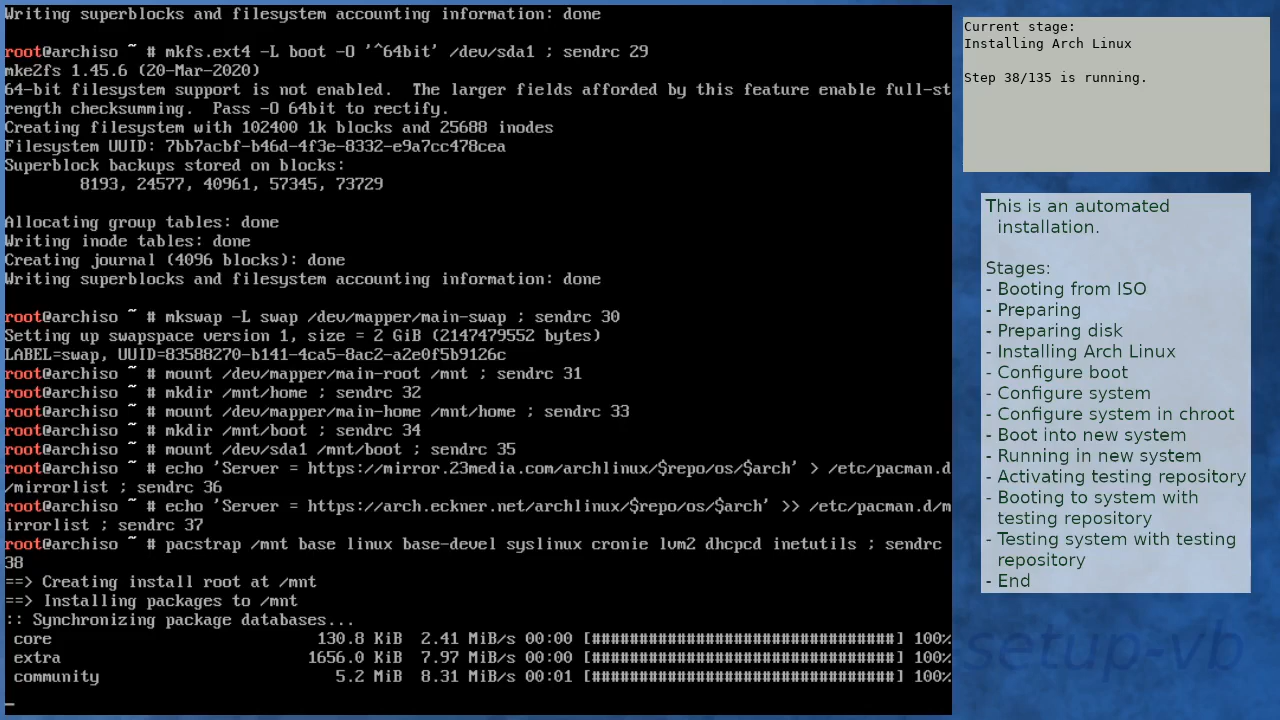 Writing superblocks and filesystem accounting information: done
root@archiso ~ # mkfs.ext4 -L boot -O '^64bit' /dev/sda1 ; sendrc 29
mke2fs 1.45.6 (20-Mar-2020)
64-bit filesystem support is not enabled.  The larger fields afforded by this feature enable full-st
rength checksumming.  Pass -O 64bit to rectify.
Creating filesystem with 102400 1k blocks and 25688 inodes
Filesystem UUID: 7bb7acbf-b46d-4f3e-8332-e9a7cc478cea
Superblock backups stored on blocks:
        8193, 24577, 40961, 57345, 73729
Allocating group tables: done
Writing inode tables: done
Creating journal (4096 blocks): done
Writing superblocks and filesystem accounting information: done
root@archiso ~ # mkswap -L swap /dev/mapper/main-swap ; sendrc 30
Setting up swapspace version 1, size = 2 GiB (2147479552 bytes)
LABEL=swap, UUID=83588270-b141-4ca5-8ac2-a2e0f5b9126c
root@archiso ~ # mount /dev/mapper/main-root /mnt ; sendrc 31
root@archiso ~ # mkdir /mnt/home ; sendrc 32
root@archiso ~ # mount /dev/mapper/main-home /mnt/home ; sendrc 33
root@archiso ~ # mkdir /mnt/boot ; sendrc 34
root@archiso ~ # mount /dev/sda1 /mnt/boot ; sendrc 35
root@archiso ~ # echo 'Server = https://mirror.23media.com/archlinux/$repo/os/$arch' > /etc/pacman.d
/mirrorlist ; sendrc 36
root@archiso ~ # echo 'Server = https://arch.eckner.net/archlinux/$repo/os/$arch' >> /etc/pacman.d/m
irrorlist ; sendrc 37
root@archiso ~ # pacstrap /mnt base linux base-devel syslinux cronie lvm2 dhcpcd inetutils ; sendrc
38
==> Creating install root at /mnt
==> Installing packages to /mnt
:: Synchronizing package databases...
 core                            130.8 KiB  2.41 MiB/s 00:00 [################################] 100%
 extra                          1656.0 KiB  7.97 MiB/s 00:00 [################################] 100%
 community                         5.2 MiB  8.31 MiB/s 00:01 [################################] 100%
Current stage:
Installing Arch Linux
Step 38/135 is running.
This is an automated
installation.
Stages:
- Booting from ISO
- Preparing
- Preparing disk
- Installing Arch Linux
- Configure boot
- Configure system
- Configure system in chroot
- Boot into new system
- Running in new system
- Activating testing repository
- Booting to system with
testing repository
- Testing system with testing
repository
- End
setup-vb